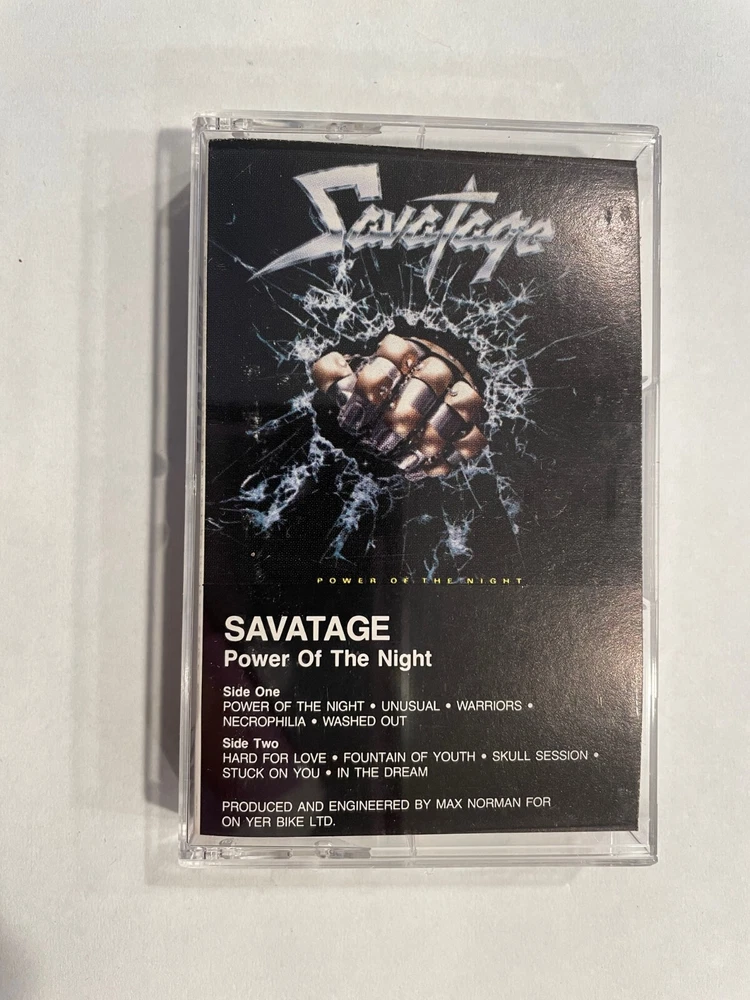 Savatage
POWER OF THE NIGHT
SAVATAGE
Power Of The Night
Side One
POWER OF THE NIGHT • UNUSUAL • WARRIORS •
NECROPHILIA • WASHED OUT
Side Two
HARD FOR LOVE • FOUNTAIN OF YOUTH • SKULL SESSION •
STUCK ON YOU • IN THE DREAM
PRODUCED AND ENGINEERED BY MAX NORMAN FOR
ON YER BIKE LTD.